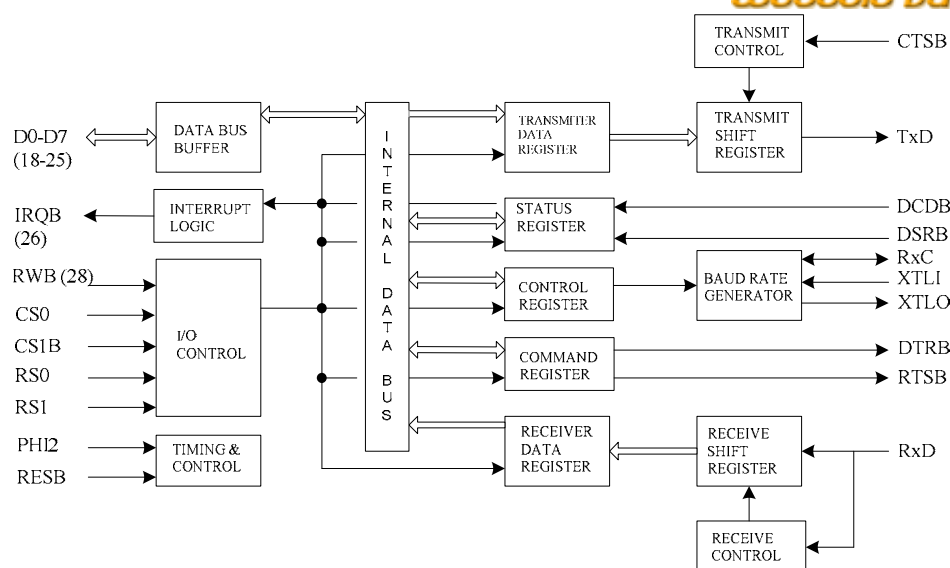 TRANSMIT
CONTROL
CTSB
D0-D7
(18-25)
DATA BUS
BUFFER
INTERNAL DATA BUS
TRANSMITER
DATA
REGISTER
TRANSMIT
SHIFT
REGISTER
TxD
IRQB
(26)
INTERRUPT
LOGIC
STATUS
REGISTER
DCDB
DSRB
RWB (28)
CS0
CS1B
RS0
RS1
I/O
CONTROL
CONTROL
REGISTER
BAUD RATE
GENERATOR
RxC
XTLI
XTLO
COMMAND
REGISTER
DTRB
RTSB
PHI2
RESB
TIMING &
CONTROL
RECEIVER
DATA
REGISTER
RECEIVE
SHIFT
REGISTER
RxD
RECEIVE
CONTROL